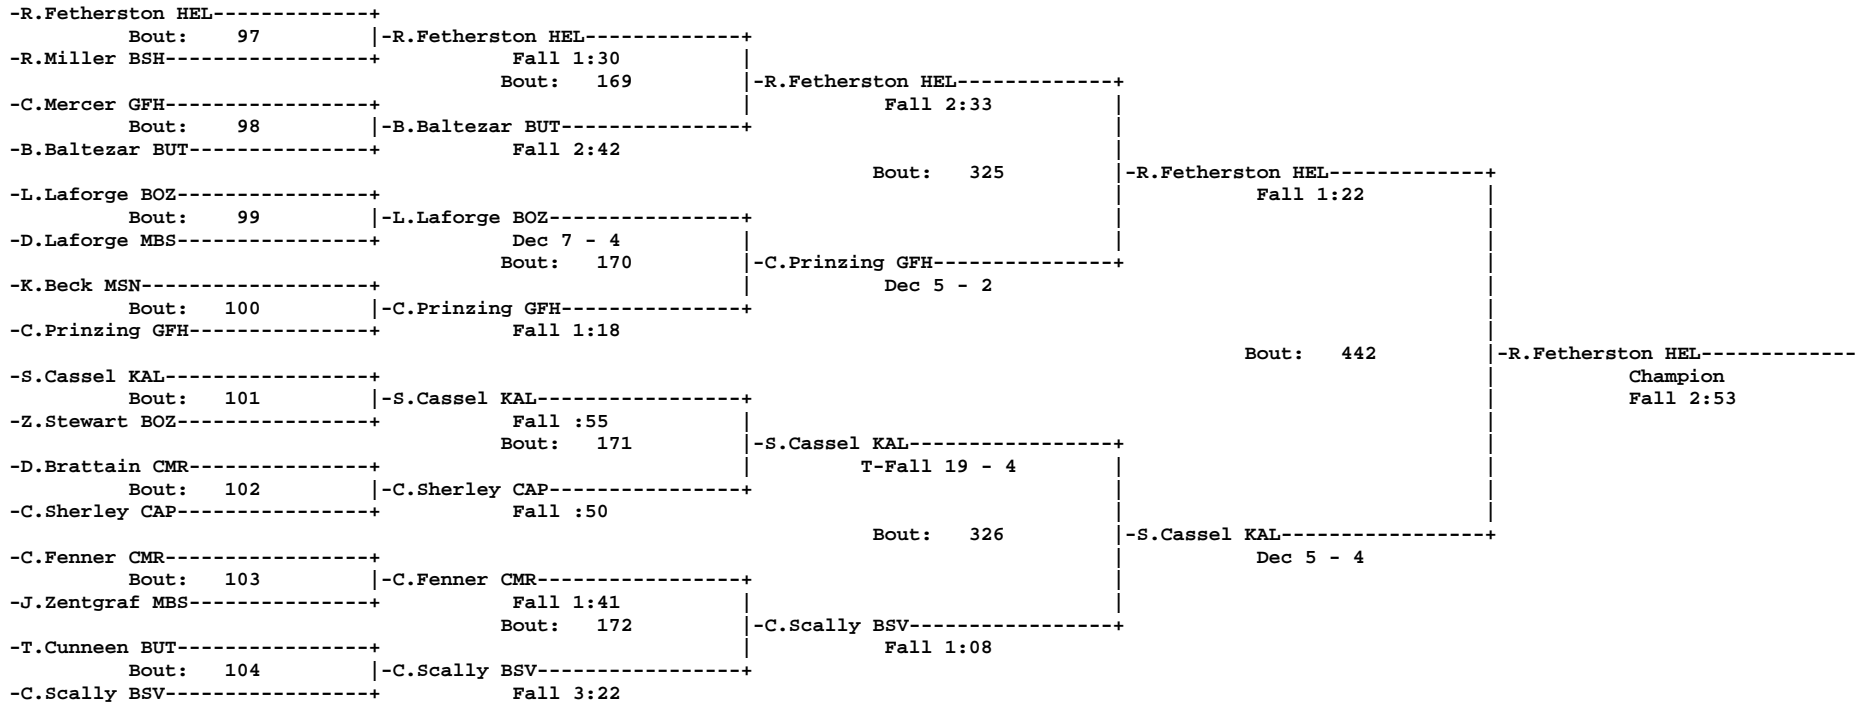 -R.Fetherston HEL-------------+
Bout: 97 |-R.Fetherston HEL-------------+
-R.Miller BSH-----------------+ Fall 1:30 |
Bout: 169 |-R.Fetherston HEL-------------+
-C.Mercer GFH-----------------+ | Fall 2:33 |
Bout: 98 |-B.Baltezar BUT---------------+ |
-B.Baltezar BUT---------------+ Fall 2:42 |
Bout: 325 |-R.Fetherston HEL-------------+
-L.Laforge BOZ----------------+ | Fall 1:22 |
Bout: 99 |-L.Laforge BOZ----------------+ | |
-D.Laforge MBS----------------+ Dec 7 - 4 | | |
Bout: 170 |-C.Prinzing GFH---------------+ |
-K.Beck MSN-------------------+ | Dec 5 - 2 |
Bout: 100 |-C.Prinzing GFH---------------+ |
-C.Prinzing GFH---------------+ Fall 1:18 |
Bout: 442 |-R.Fetherston HEL-------------
-S.Cassel KAL-----------------+ | Champion
Bout: 101 |-S.Cassel KAL-----------------+ | Fall 2:53
-Z.Stewart BOZ----------------+ Fall :55 | |
Bout: 171 |-S.Cassel KAL-----------------+ |
-D.Brattain CMR---------------+ | T-Fall 19 - 4 | |
Bout: 102 |-C.Sherley CAP----------------+ | |
-C.Sherley CAP----------------+ Fall :50 | |
Bout: 326 |-S.Cassel KAL-----------------+
-C.Fenner CMR-----------------+ | Dec 5 - 4
Bout: 103 |-C.Fenner CMR-----------------+ |
-J.Zentgraf MBS---------------+ Fall 1:41 | |
Bout: 172 |-C.Scally BSV-----------------+
-T.Cunneen BUT----------------+ | Fall 1:08
Bout: 104 |-C.Scally BSV-----------------+
-C.Scally BSV-----------------+ Fall 3:22